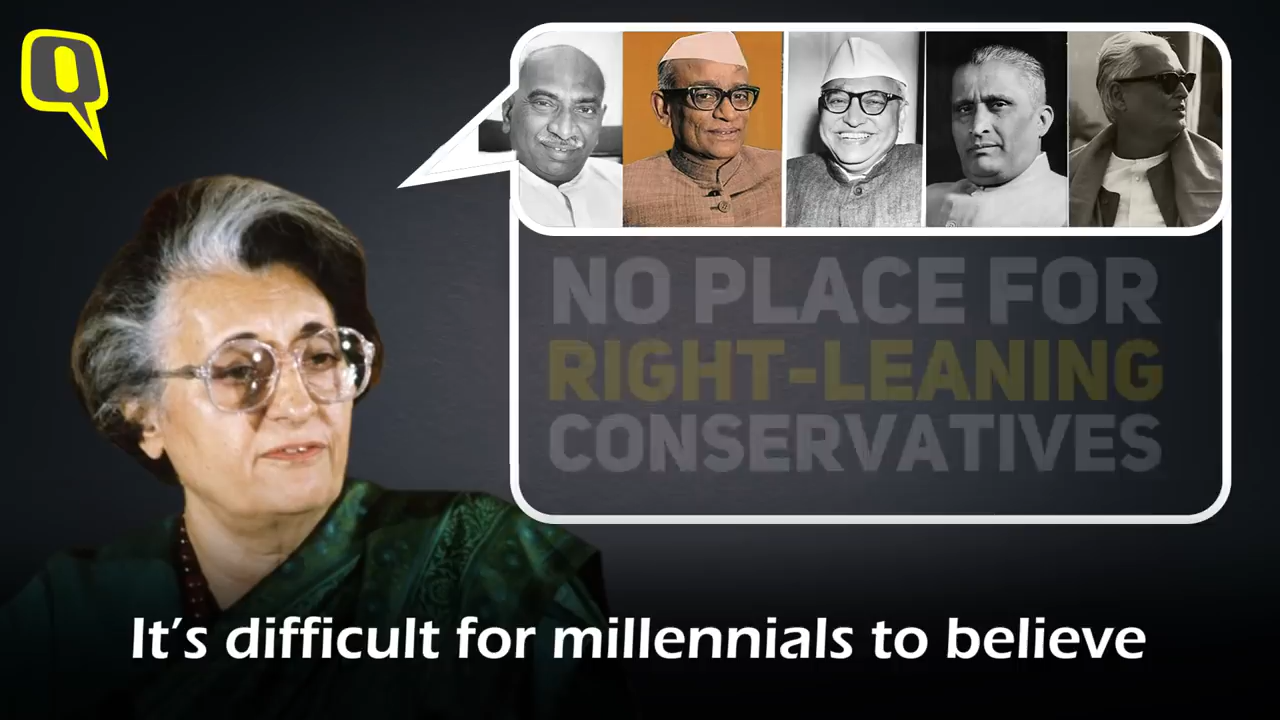 NO PLACE FOR
RIGHT-LEANING
CONSERVATIVES
It's difficult for millennials to believe